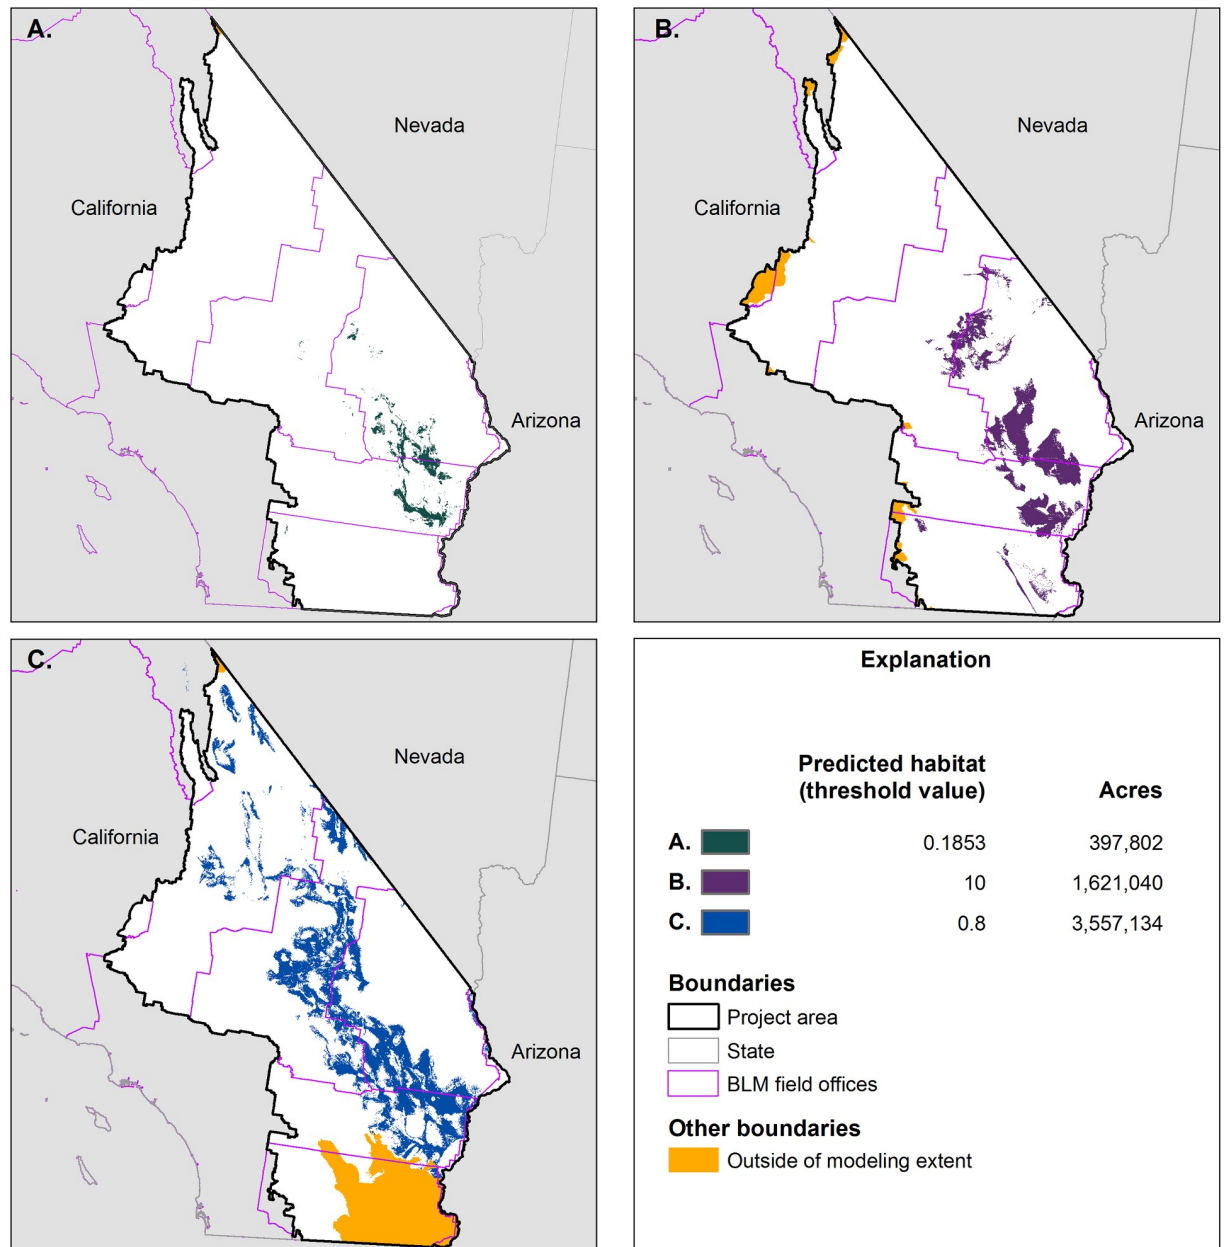 A.
Nevada
California
Arizona
B.
Nevada
California
Arizona
C.
Nevada
California
Arizona
Explanation
Predicted habitat
(threshold value)
Acres
A. 0.1853 397,802
B. 10 1,621,040
C. 0.8 3,557,134
Boundaries
Project area
State
BLM field offices
Other boundaries
Outside of modeling extent